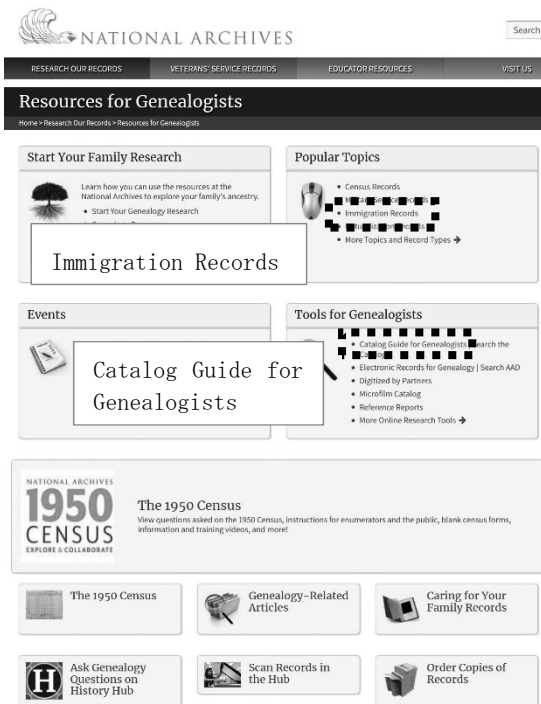 NATIONAL ARCHIVES
Search
RESEARCH OUR RECORDS
VETERANS' SERVICE RECORDS
EDUCATOR RESOURCES
VISIT US
Resources for Genealogists
Home > Research Our Records > Resources for Genealogists
Start Your Family Research
Learn how you can use the resources at the
National Archives to explore your family's ancestry.
• Start Your Genealogy Research
Immigration Records
Popular Topics
• Census Records
• Immigration Records
• More Topics and Record Types →
Events
Catalog Guide for
Genealogists
Tools for Genealogists
• Catalog Guide for Genealogists Search the
• Electronic Records for Genealogy | Search AAD
• Digitized by Partners
• Microfilm Catalog
• Reference Reports
• More Online Research Tools →
NATIONAL ARCHIVES
1950
CENSUS
EXPLORE & COLLABORATE
The 1950 Census
View questions asked on the 1950 Census, instructions for enumerators and the public, blank census forms,
information and training videos, and more!
The 1950 Census
Genealogy-Related
Articles
Caring for Your
Family Records
Ask Genealogy
Questions on
History Hub
Scan Records in
the Hub
Order Copies of
Records